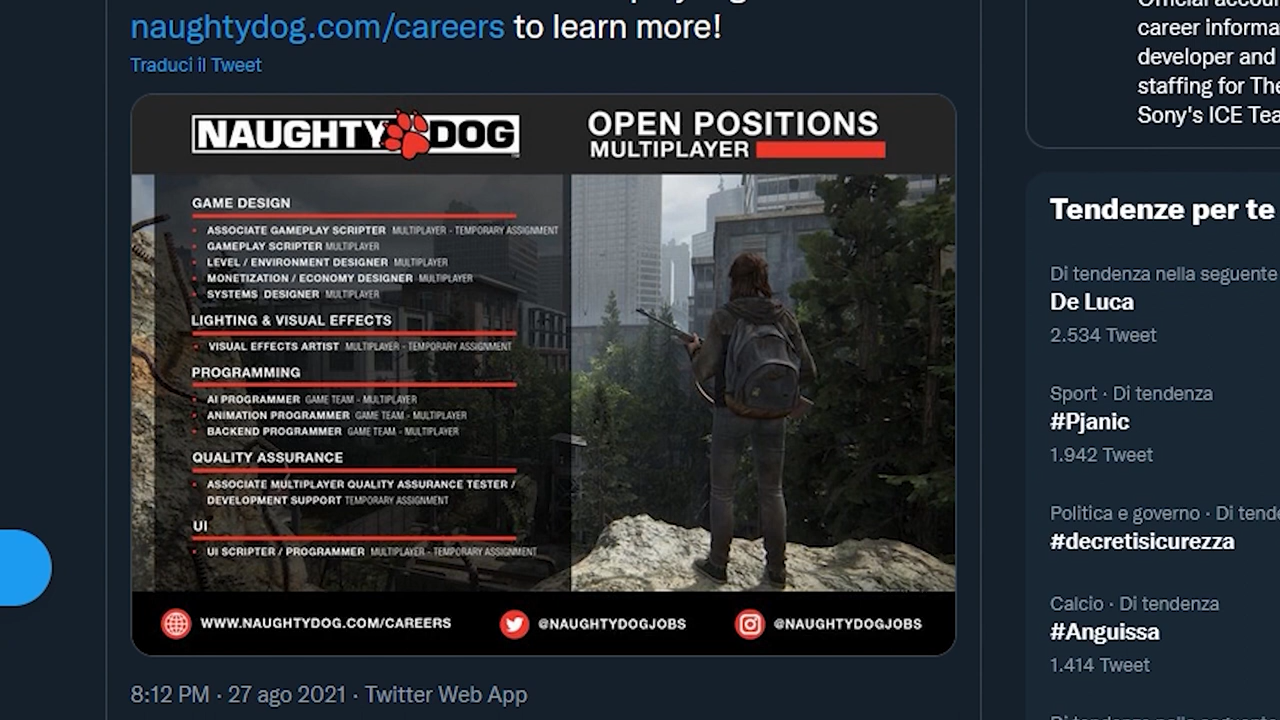 naughtydog.com/careers to learn more!
Traduci il Tweet
NAUGHTY DOG
OPEN POSITIONS
MULTIPLAYER
GAME DESIGN
ASSOCIATE GAMEPLAY SCRIPTER MULTIPLAYER - TEMPORARY ASSIGNMENT
GAMEPLAY SCRIPTER MULTIPLAYER
LEVEL / ENVIRONMENT DESIGNER MULTIPLAYER
MONETIZATION / ECONOMY DESIGNER MULTIPLAYER
SYSTEMS DESIGNER MULTIPLAYER
LIGHTING & VISUAL EFFECTS
VISUAL EFFECTS ARTIST MULTIPLAYER - TEMPORARY ASSIGNMENT
PROGRAMMING
AI PROGRAMMER GAME TEAM - MULTIPLAYER
ANIMATION PROGRAMMER GAME TEAM - MULTIPLAYER
BACKEND PROGRAMMER GAME TEAM - MULTIPLAYER
QUALITY ASSURANCE
ASSOCIATE MULTIPLAYER QUALITY ASSURANCE TESTER /
DEVELOPMENT SUPPORT TEMPORARY ASSIGNMENT
UI
UI SCRIPTER / PROGRAMMER MULTIPLAYER - TEMPORARY ASSIGNMENT
WWW.NAUGHTYDOG.COM/CAREERS
@NAUGHTYDOGJOBS
@NAUGHTYDOGJOBS
8:12 PM · 27 ago 2021 · Twitter Web App
career informa
developer and
staffing for The
Sony's ICE Tea
Tendenze per te
Di tendenza nella seguente
De Luca
2.534 Tweet
Sport · Di tendenza
#Pjanic
1.942 Tweet
Politica e governo · Di tende
#decretisicurezza
Calcio · Di tendenza
#Anguissa
1.414 Tweet